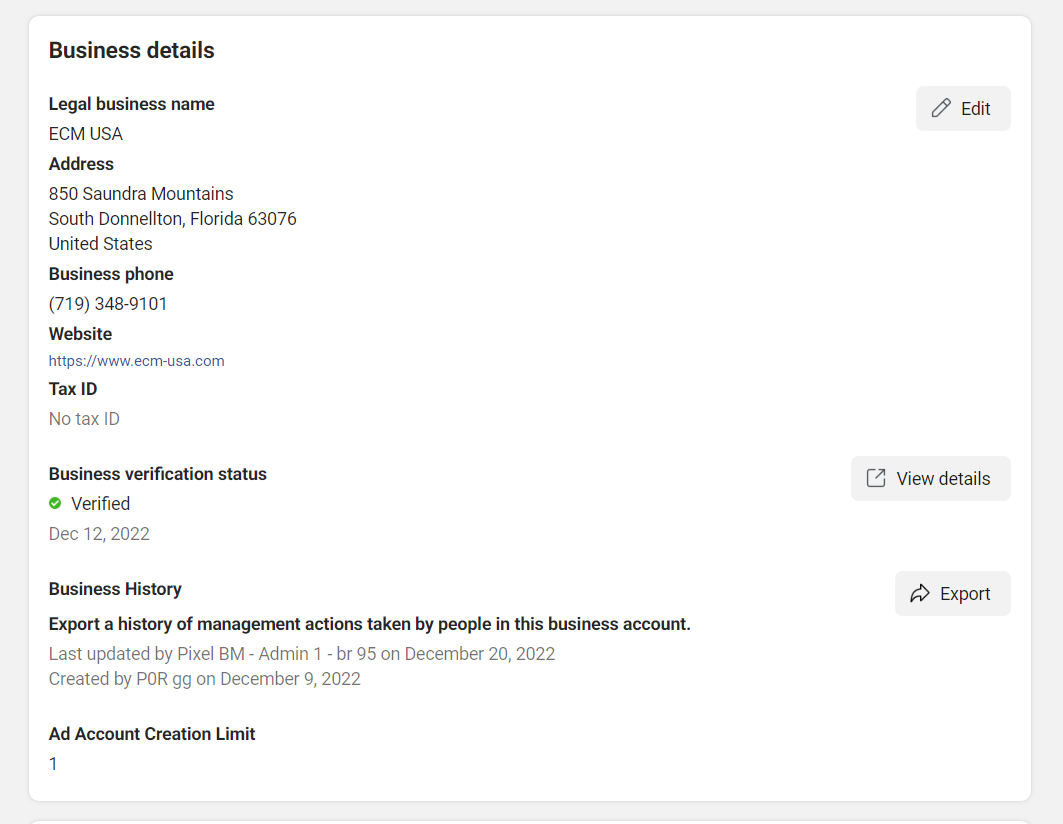 Business details
Legal business name
Edit
ECM USA
Address
850 Saundra Mountains
South Donnellton, Florida 63076
United States
Business phone
(719) 348-9101
Website
https://www.ecm-usa.com
Tax ID
No tax ID
Business verification status
View details
Verified
Dec 12, 2022
Business History
Export
Export a history of management actions taken by people in this business account.
Last updated by Pixel BM - Admin 1 - br 95 on December 20, 2022
Created by P0R gg on December 9, 2022
Ad Account Creation Limit
1